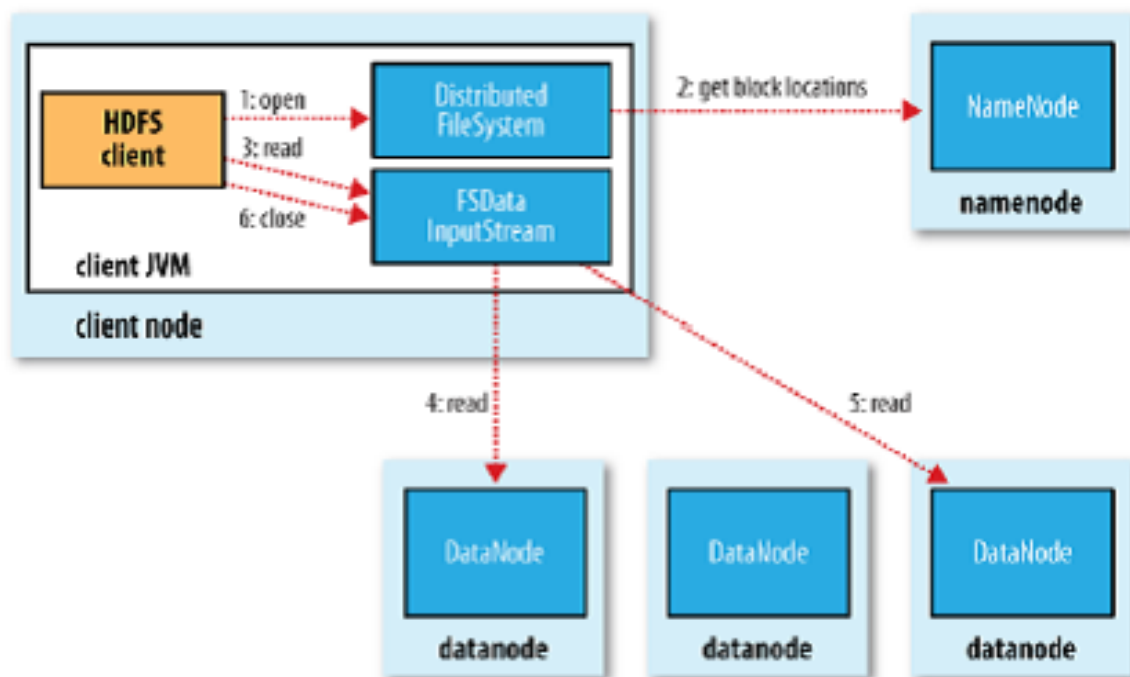 HDFS
client
1: open
3: read
6: close
Distributed
FileSystem
FSData
InputStream
client JVM
client node
2: get block locations
NameNode
namenode
4: read
5: read
DataNode
datanode
DataNode
datanode
DataNode
datanode